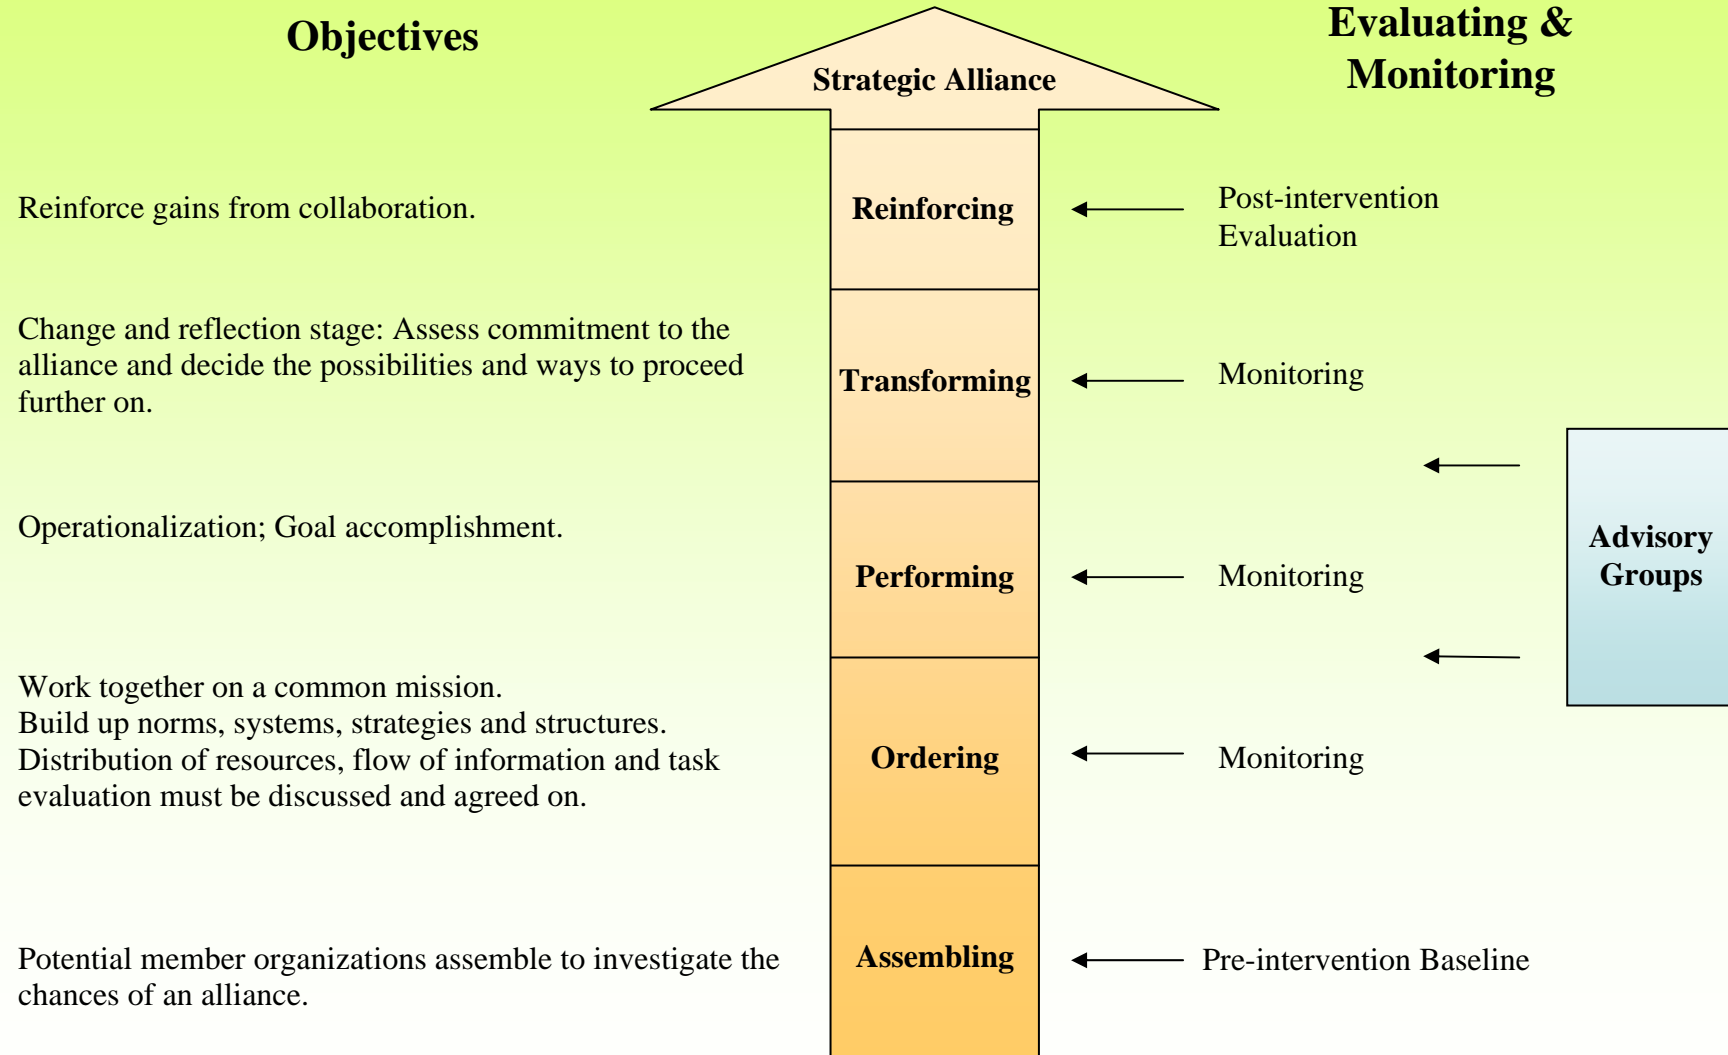 Objectives
Strategic Alliance
Evaluating &
Monitoring
Reinforce gains from collaboration.
Reinforcing
Post-intervention
Evaluation
Change and reflection stage: Assess commitment to the
alliance and decide the possibilities and ways to proceed
further on.
Transforming
Monitoring
Operationalization; Goal accomplishment.
Performing
Monitoring
Advisory
Groups
Work together on a common mission.
Build up norms, systems, strategies and structures.
Distribution of resources, flow of information and task
evaluation must be discussed and agreed on.
Ordering
Monitoring
Potential member organizations assemble to investigate the
chances of an alliance.
Assembling
Pre-intervention Baseline